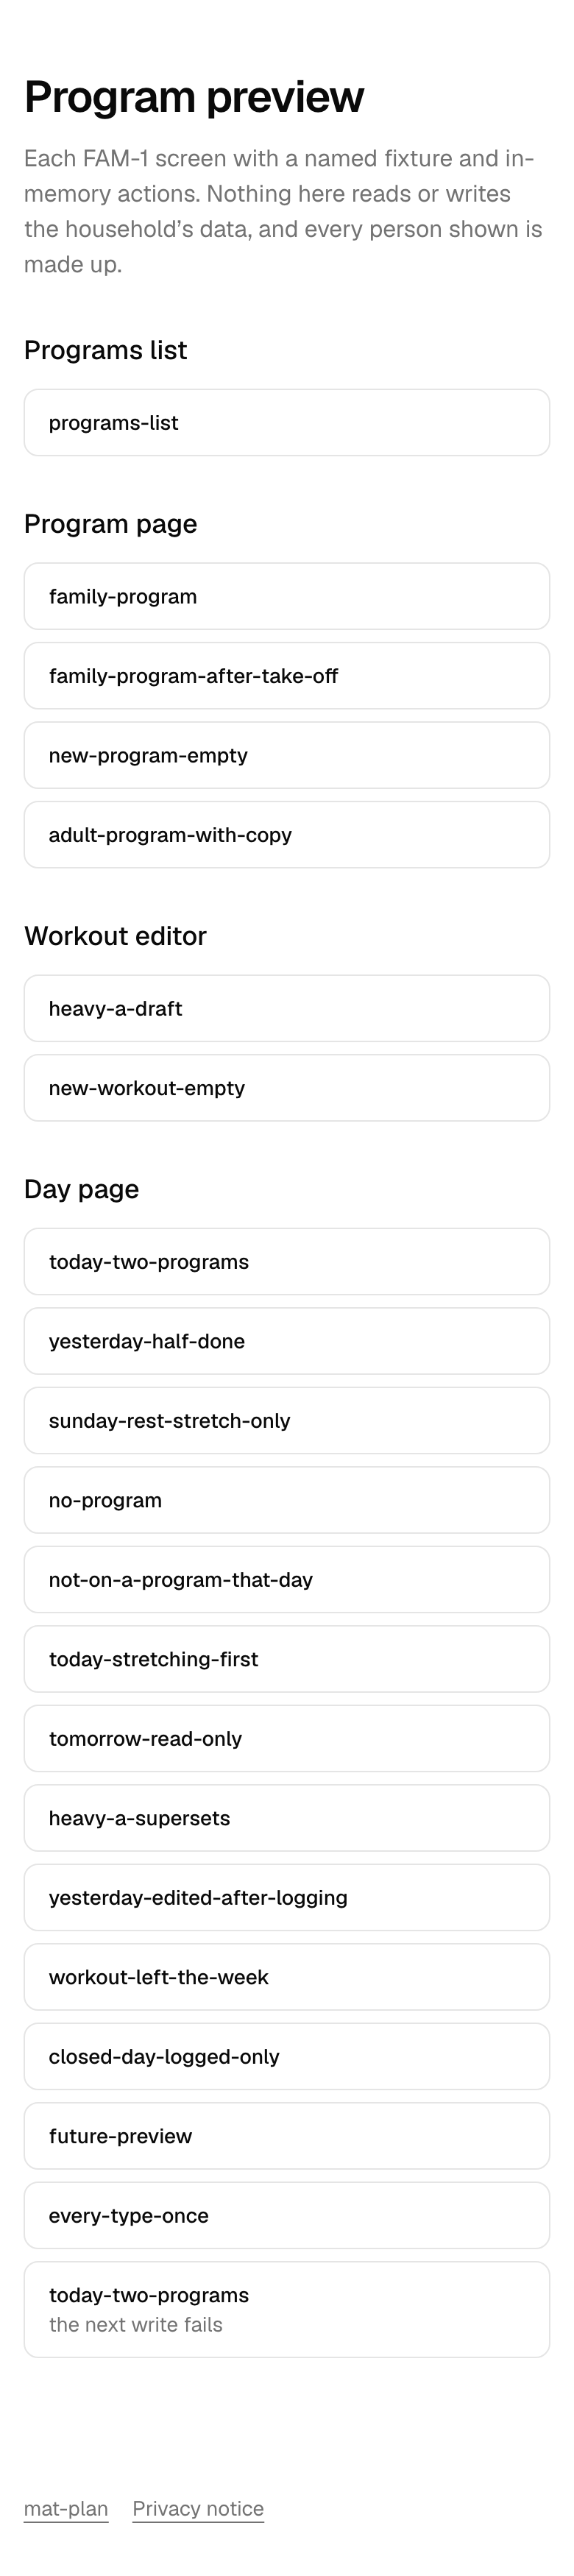 Program preview
Each FAM-1 screen with a named fixture and in-
memory actions. Nothing here reads or writes
the household’s data, and every person shown is
made up.
Programs list
programs-list
Program page
family-program
family-program-after-take-off
new-program-empty
adult-program-with-copy
Workout editor
heavy-a-draft
new-workout-empty
Day page
today-two-programs
yesterday-half-done
sunday-rest-stretch-only
no-program
not-on-a-program-that-day
today-stretching-first
tomorrow-read-only
heavy-a-supersets
yesterday-edited-after-logging
workout-left-the-week
closed-day-logged-only
future-preview
every-type-once
today-two-programs
the next write fails
mat-plan Privacy notice